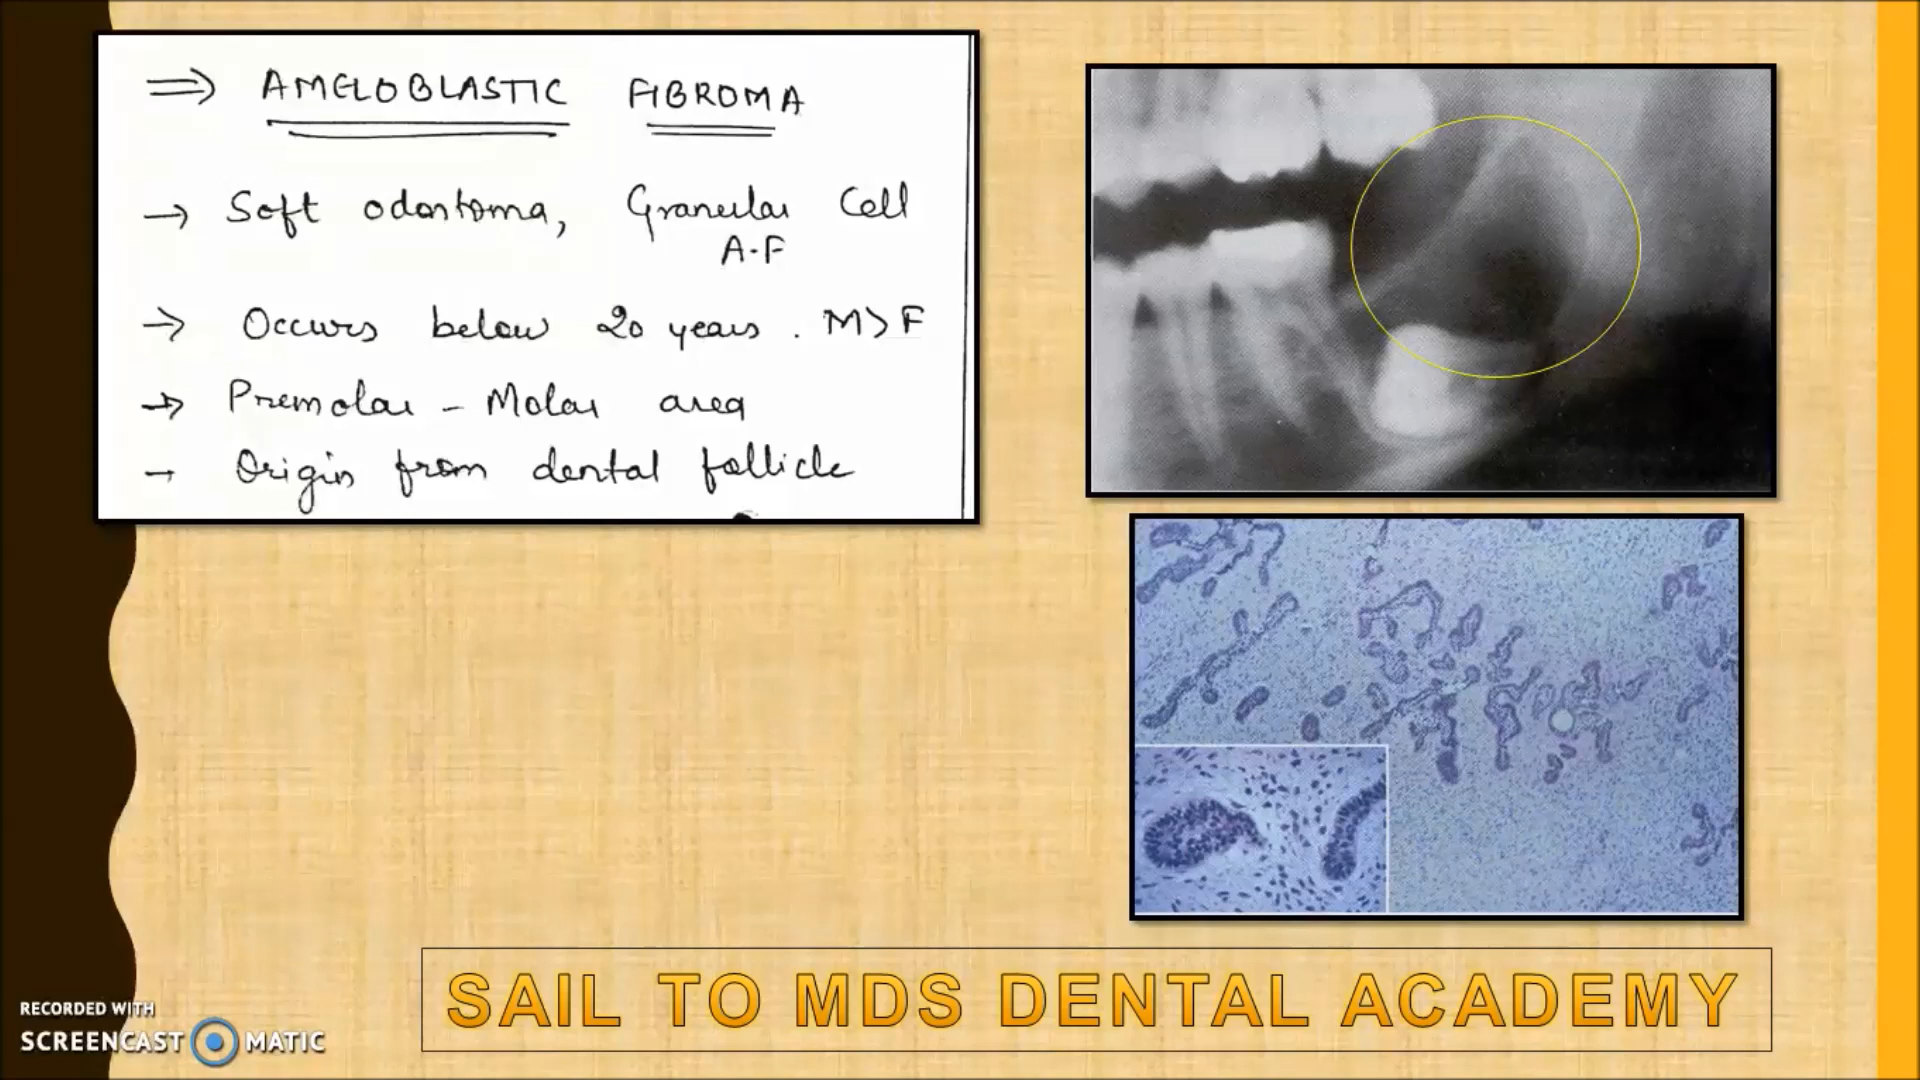 ⇒ AMELOBLASTIC FIBROMA
→ Soft odontoma, Granular Cell
A-F
→ Occurs below 20 years. M>F
→ Premolar - Molar area
→ Origin from dental follicle
SAIL TO MDS DENTAL ACADEMY
RECORDED WITH
SCREENCAST MATIC